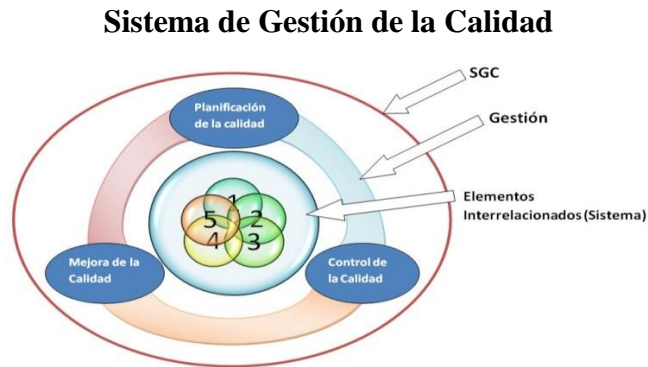 Sistema de Gestión de la Calidad
SGC
Planificación
de la calidad
Gestión
1
5
2
4
3
Elementos
Interrelacionados (Sistema)
Mejora de la
Calidad
Control de
la Calidad